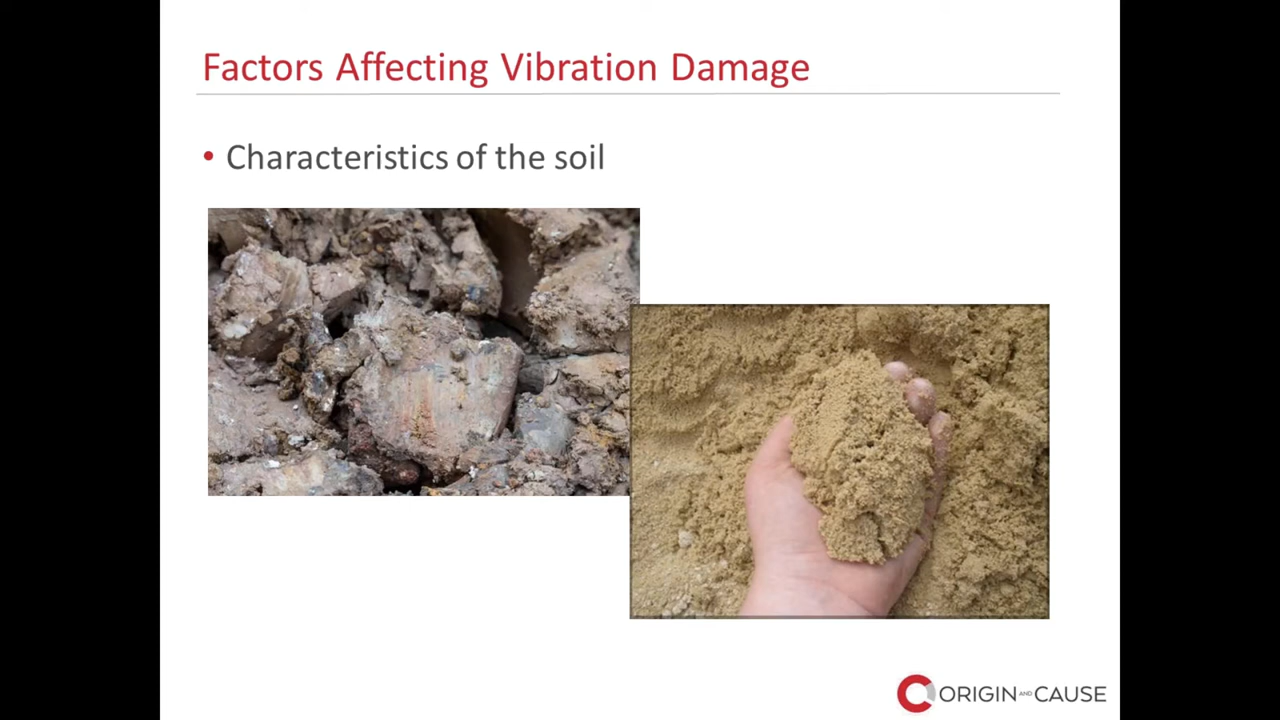 Factors Affecting Vibration Damage
• Characteristics of the soil
ORIGIN AND CAUSE